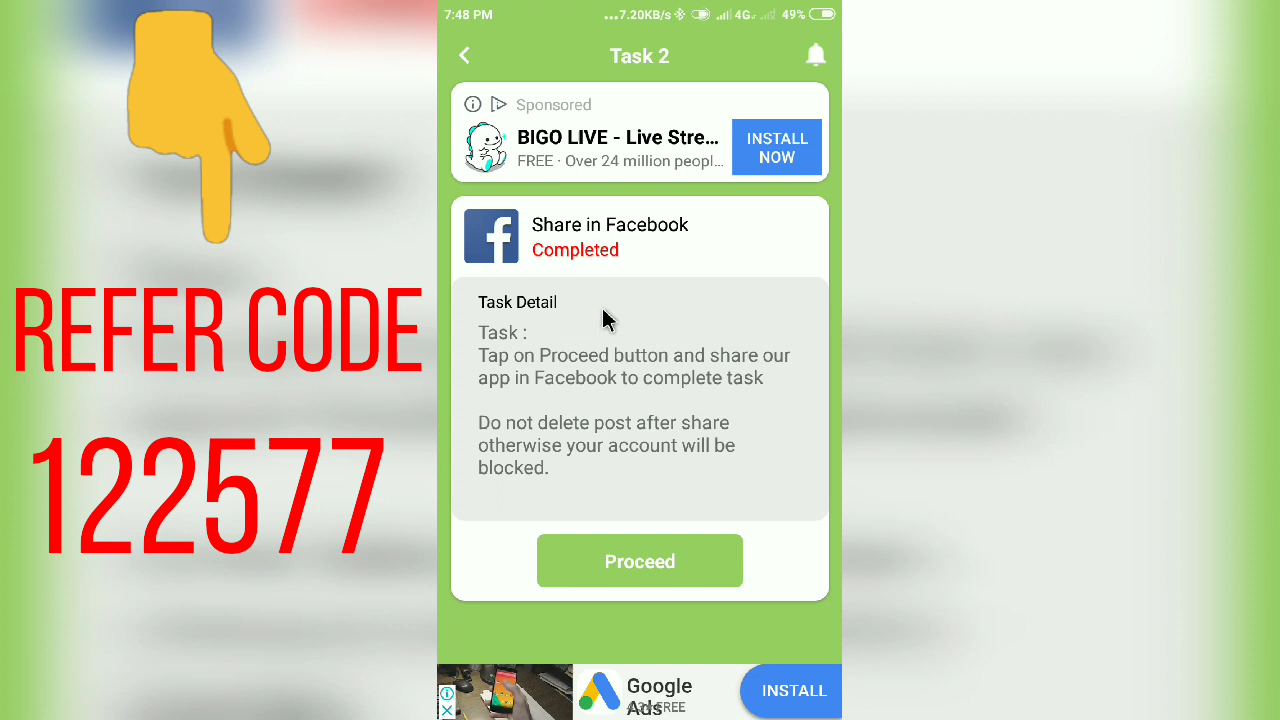 REFER CODE
122577
7:48 PM
...7.20KB/s 4G 49%
Task 2
Sponsored
BIGO LIVE - Live Stre...
FREE · Over 24 million peopl...
INSTALL
NOW
Share in Facebook
Completed
Task Detail
Task :
Tap on Proceed button and share our
app in Facebook to complete task
Do not delete post after share
otherwise your account will be
blocked.
Proceed
Google
Ads
FREE
INSTALL